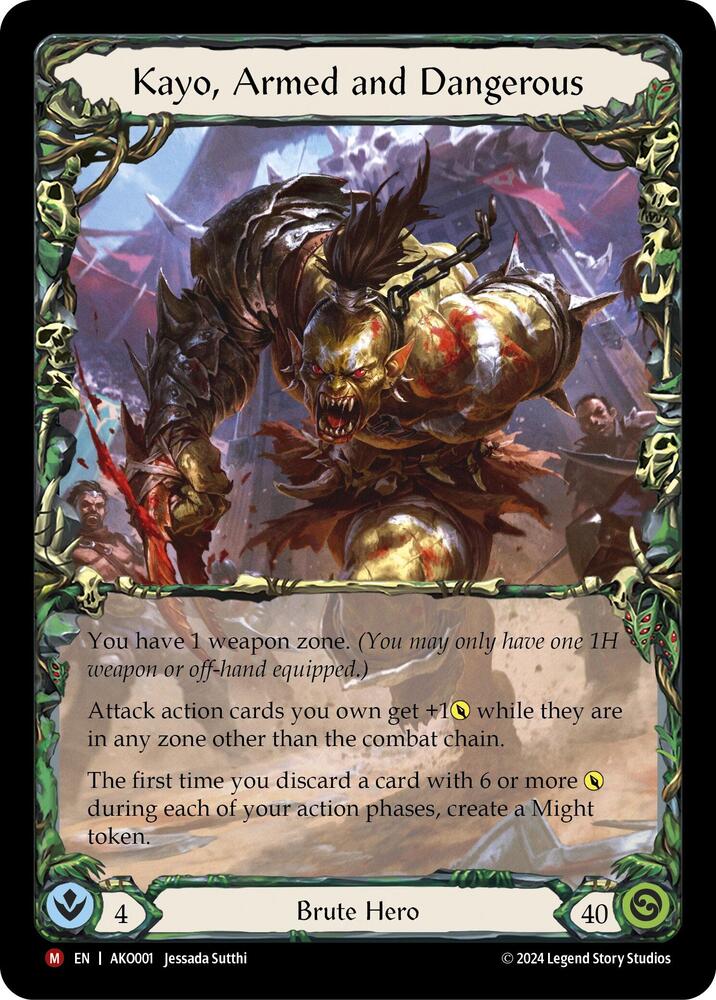 Kayo, Armed and Dangerous
You have 1 weapon zone. (You may only have one 1H
weapon or off-hand equipped.)
Attack action cards you own get +1 while they are
in any zone other than the combat chain.
The first time you discard a card with 6 or more
during each of your action phases, create a Might
token.
4
Brute Hero
40
M EN | AKO001 Jessada Sutthi
© 2024 Legend Story Studios